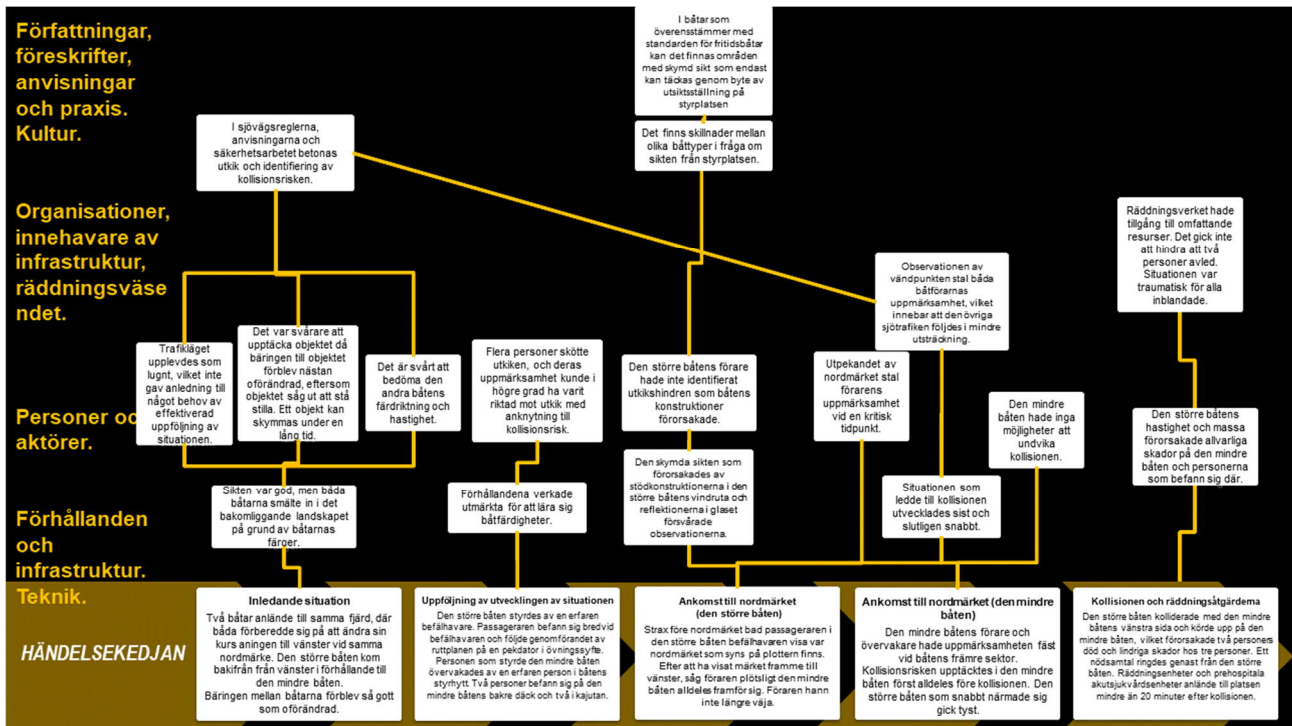 Författningar,
föreskrifter,
anvisningar
och praxis.
Kultur.
I båtar som
överensstämmer med
standarden för fritidsbåtar
kan det finnas områden
med skymd sikt som endast
kan täckas genom byte av
utsiktsställning på
styrplatsen
I sjövägsreglerna,
anvisningarna och
säkerhetsarbetet betonas
utkik och identifiering av
kollisionsrisken.
Det finns skillnader mellan
olika båttyper i fråga om
sikten från styrplatsen.
Organisationer,
innehavare av
infrastruktur,
räddningsväse
ndet.
Räddningsverket hade
tillgång till omfattande
resurser. Det gick inte
att hindra att två
personer avled.
Situationen var
traumatisk för alla
inblandade.
Observationen av
vändpunkten stal båda
båtförarnas
uppmärksamhet, vilket
innebar att den övriga
sjötrafiken följdes i mindre
utsträckning.
Personer oc
aktörer.
Trafikläget
upplevdes som
lugnt, vilket inte
gav anledning till
något behov av
effektiverad
uppföljning av
situationen.
Det var svårare att
upptäcka objektet då
bäringen till objektet
förblev nästan
oförändrad, eftersom
objektet såg ut att stå
stilla. Ett objekt kan
skymmas under en
lång tid.
Det är svårt att
bedöma den
andra båtens
färdriktning och
hastighet.
Flera personer skötte
utkiken, och deras
uppmärksamhet kunde i
högre grad ha varit
riktad mot utkik med
anknytning till
kollisionsrisk.
Den större båtens förare
hade inte identifierat
utkikshindren som båtens
konstruktioner
förorsakade.
Utpekandet av
nordmärket stal
förarens
uppmärksamhet
vid en kritisk
tidpunkt.
Den mindre
båten hade inga
möjligheter att
undvika
kollisionen.
Den större båtens
hastighet och massa
förorsakade allvarliga
skador på den mindre
båten och personerna
som befann sig där.
Förhållanden
och
infrastruktur.
Teknik.
Sikten var god, men båda
båtarna smälte in i det
bakomliggande landskapet
på grund av båtarnas
färger.
Förhållandena verkade
utmärkta för att lära sig
båtfärdigheter.
Den skymda sikten som
förorsakades av
stödkonstruktionerna i den
större båtens vindruta och
reflektionerna i glaset
försvårade
observationerna.
Situationen som
ledde till kollisionen
utvecklades sist och
slutligen snabbt.
HÄNDELSEKEDJAN
Inledande situation
Två båtar anlände till samma fjärd, där
båda förberedde sig på att ändra sin
kurs aningen till vänster vid samma
nordmärke. Den större båten kom
bakifrån från vänster i förhållande till
den mindre båten.
Bäringen mellan båtarna förblev så gott
som oförändrad.
Uppföljning av utvecklingen av situationen
Den större båten styrdes av en erfaren
befälhavare. Passageraren befann sig bredvid
befälhavaren och följde genomförandet av
ruttplanen på en pekdator i övningssyfte.
Personen som styrde den mindre båten
övervakades av en erfaren person i båtens
styrhytt. Två personer befann sig på den
mindre båtens bakre däck och två i kajutan.
Ankomst till nordmärket
(den större båten)
Strax före nordmärket bad passageraren i
den större båten befälhavaren visa var
nordmärket som syns på plottern finns.
Efter att ha visat märket framme till
vänster, såg föraren plötsligt den mindre
båten alldeles framför sig. Föraren hann
inte längre väja.
Ankomst till nordmärket (den mindre
båten)
Den mindre båtens förare och
övervakare hade uppmärksamheten fäst
vid båtens främre sektor.
Kollisionsrisken upptäcktes i den mindre
båten först alldeles före kollisionen. Den
större båten som snabbt närmade sig
gick tyst.
Kollisionen och räddningsåtgärderna
Den större båten kolliderade med den mindre
båtens vänstra sida och körde upp på den
mindre båten, vilket förorsakade två personers
död och lindriga skador hos tre personer. Ett
nödsamtal ringdes genast från den större
båten. Räddningsenheter och prehospitala
akutsjukvårdsenheter anlände till platsen
mindre än 20 minuter efter kollisionen.